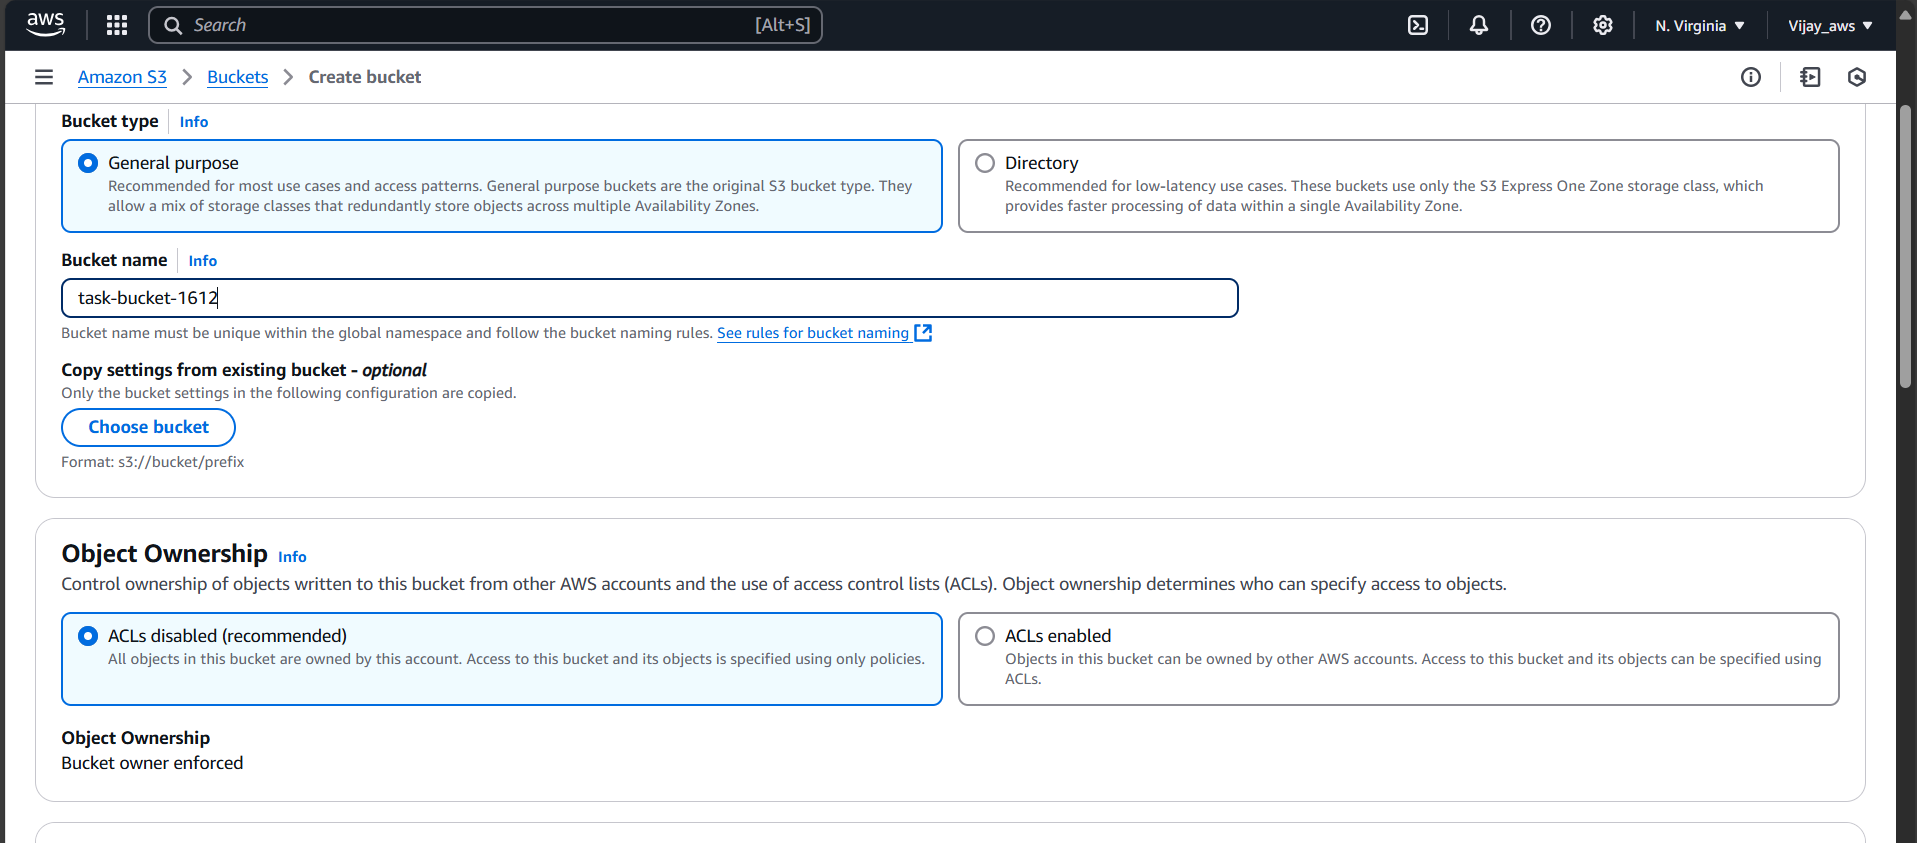 aws
Search [Alt+S]
N. Virginia
Vijay_aws
Amazon S3 > Buckets > Create bucket
Bucket type Info
General purpose
Recommended for most use cases and access patterns. General purpose buckets are the original S3 bucket type. They
allow a mix of storage classes that redundantly store objects across multiple Availability Zones.
Directory
Recommended for low-latency use cases. These buckets use only the S3 Express One Zone storage class, which
provides faster processing of data within a single Availability Zone.
Bucket name Info
task-bucket-1612
Bucket name must be unique within the global namespace and follow the bucket naming rules. See rules for bucket naming
Copy settings from existing bucket - optional
Only the bucket settings in the following configuration are copied.
Choose bucket
Format: s3://bucket/prefix
Object Ownership Info
Control ownership of objects written to this bucket from other AWS accounts and the use of access control lists (ACLs). Object ownership determines who can specify access to objects.
ACLs disabled (recommended)
All objects in this bucket are owned by this account. Access to this bucket and its objects is specified using only policies.
ACLs enabled
Objects in this bucket can be owned by other AWS accounts. Access to this bucket and its objects can be specified using
ACLs.
Object Ownership
Bucket owner enforced